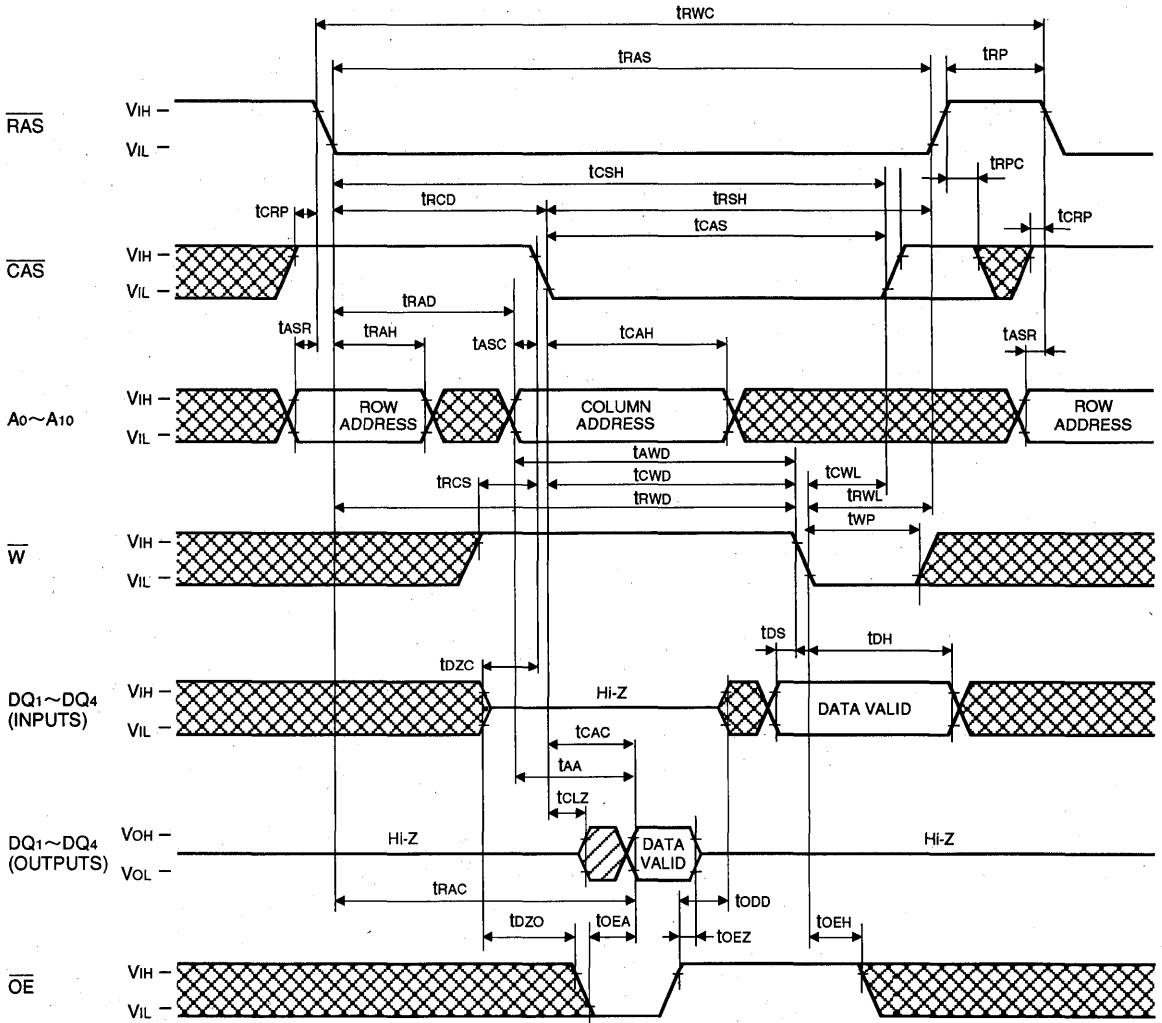 tRWC
tRAS
tRP
RAS
VIH –
VIL –
tCSH
tRPC
tRCD
tRSH
tCRP
tCAS
tCRP
CAS
VIH –
VIL –
tRAD
tASR
tRAH
tASC
tCAH
tASR
A0~A10
VIH –
VIL –
ROW ADDRESS
COLUMN ADDRESS
ROW ADDRESS
tAWD
tRCS
tCWD
tCWL
tRWD
tRWL
tWP
W
VIH –
VIL –
tDS
tDH
tDZC
DQ1~DQ4 (INPUTS)
VIH –
VIL –
Hi-Z
DATA VALID
tCAC
tAA
tCLZ
DQ1~DQ4 (OUTPUTS)
VOH –
VOL –
Hi-Z
DATA VALID
Hi-Z
tRAC
tODD
tDZO
tOEA
tOEZ
tOEH
OE
VIH –
VIL –